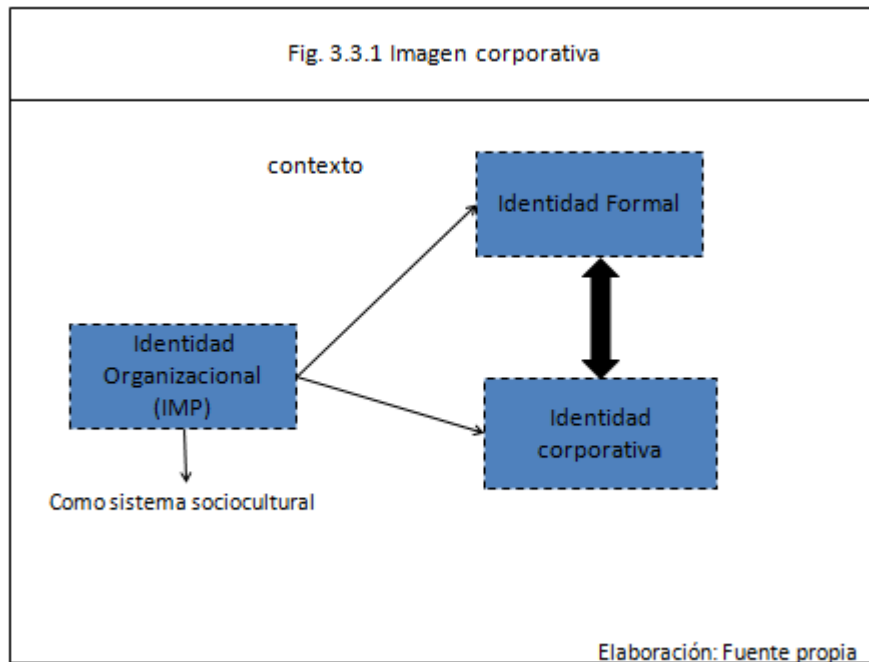 Fig. 3.3.1 Imagen corporativa
contexto
Identidad Formal
Identidad
Organizacional
(IMP)
Identidad
corporativa
Como sistema sociocultural
Elaboración: Fuente propia